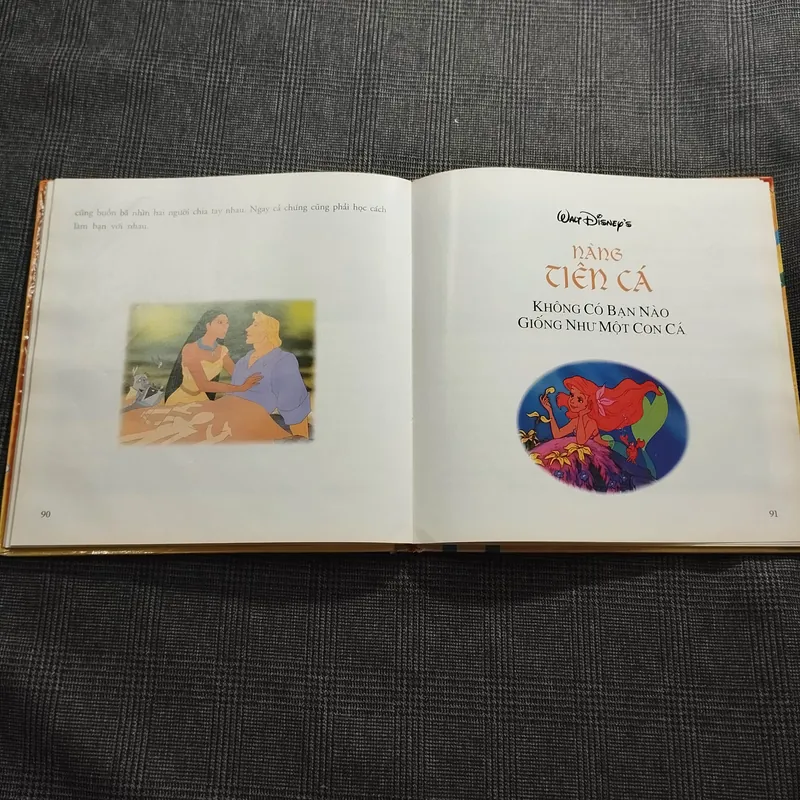 cũng buồn bã nhìn hai người chia tay nhau. Ngay cả chúng cũng phải học cách
làm bạn với nhau.
90
WALT DISNEY'S
NÀNG
TIÊN CÁ
KHÔNG CÓ BẠN NÀO
GIỐNG NHƯ MỘT CON CÁ
91